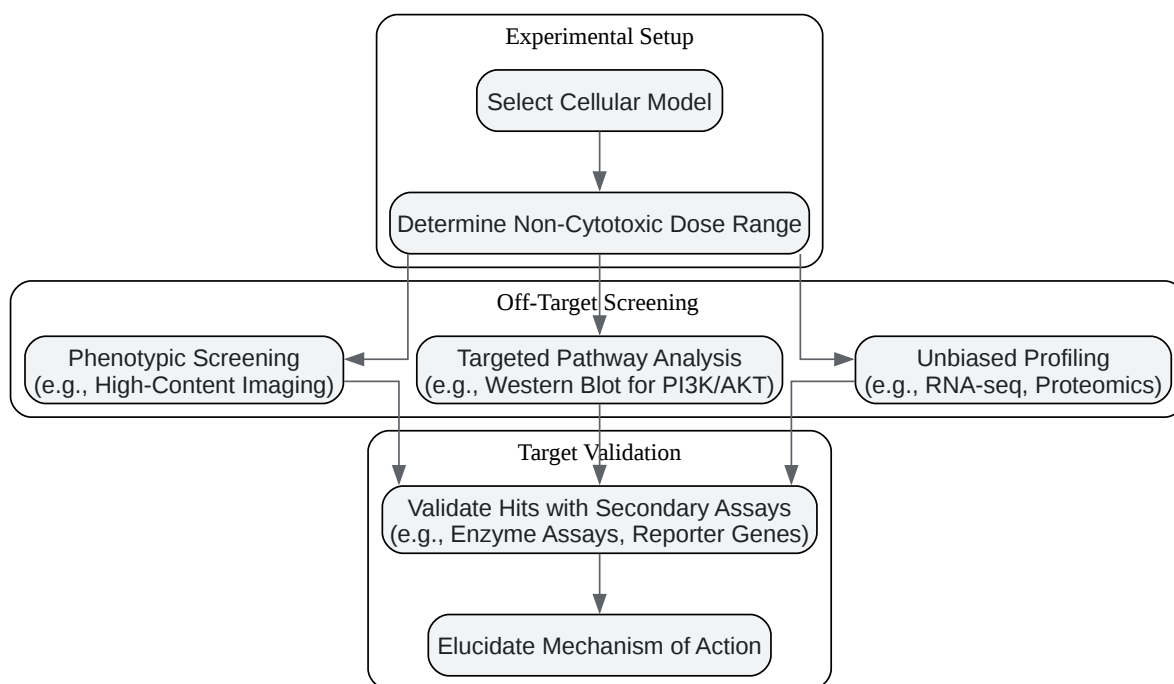 Experimental Setup
Select Cellular Model
Determine Non-Cytotoxic Dose Range
Off-Target Screening
Phenotypic Screening
(e.g., High-Content Imaging)
Targeted Pathway Analysis
(e.g., Western Blot for PI3K/AKT)
Unbiased Profiling
(e.g., RNA-seq, Proteomics)
Target Validation
Validate Hits with Secondary Assays
(e.g., Enzyme Assays, Reporter Genes)
Elucidate Mechanism of Action